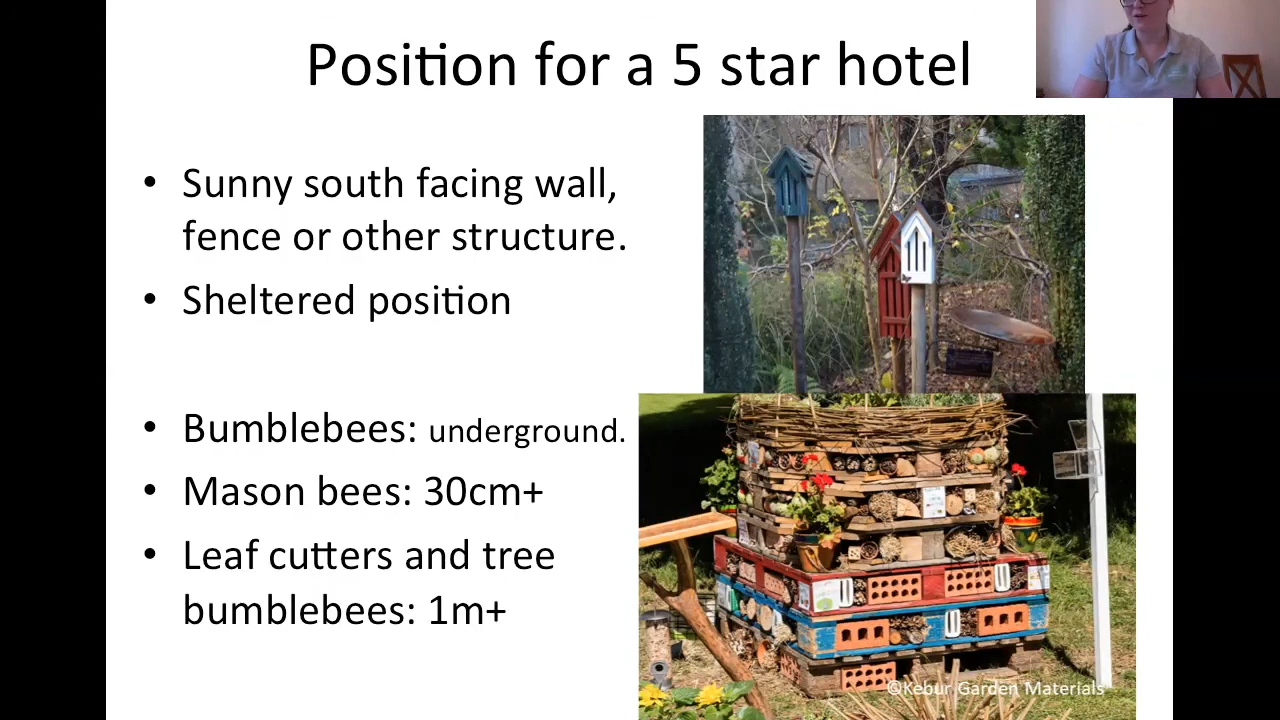 Position for a 5 star hotel
• Sunny south facing wall,
fence or other structure.
• Sheltered position
• Bumblebees: underground.
• Mason bees: 30cm+
• Leaf cutters and tree
bumblebees: 1m+
©Kebur Garden Materials